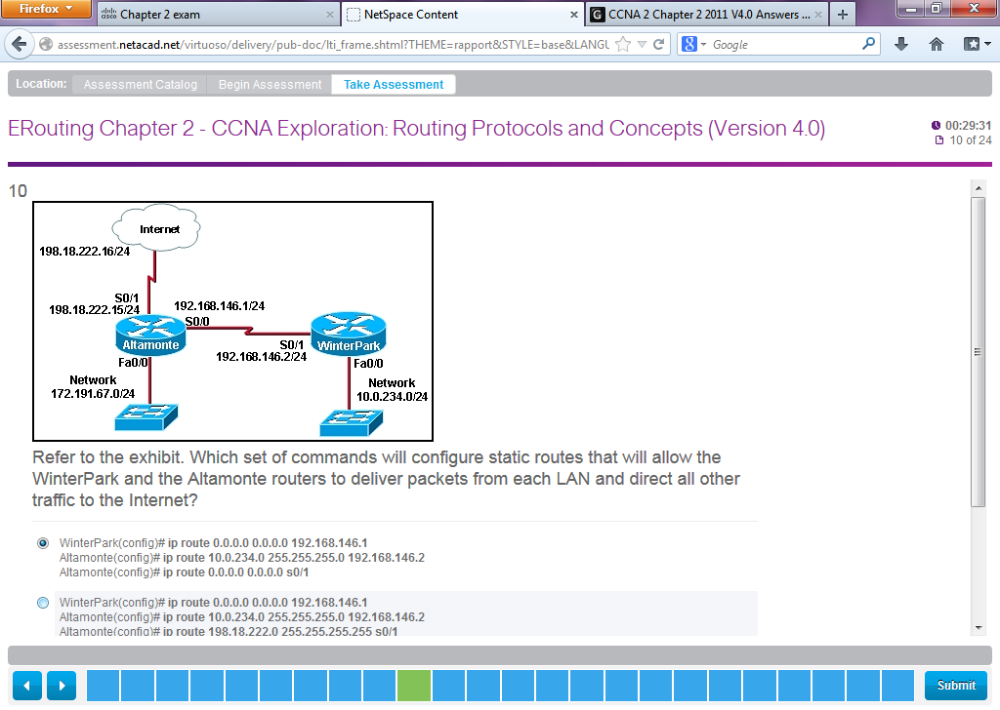 Firefox
cisco Chapter 2 exam
NetSpace Content
G CCNA 2 Chapter 2 2011 V4.0 Answers ...
assessment.netacad.net/virtuoso/delivery/pub-doc/lti_frame.shtml?THEME=rapport&STYLE=base&LANGU
8 Google
Location: Assessment Catalog Begin Assessment Take Assessment
ERouting Chapter 2 - CCNA Exploration: Routing Protocols and Concepts (Version 4.0)
00:29:31
10 of 24
10
Internet
198.18.222.16/24
S0/1
198.18.222.15/24
192.168.146.1/24
S0/0
Altamonte
S0/1
192.168.146.2/24
WinterPark
Fa0/0
Fa0/0
Network
172.191.67.0/24
Network
10.0.234.0/24
Refer to the exhibit. Which set of commands will configure static routes that will allow the
WinterPark and the Altamonte routers to deliver packets from each LAN and direct all other
traffic to the Internet?
WinterPark(config)# ip route 0.0.0.0 0.0.0.0 192.168.146.1
Altamonte(config)# ip route 10.0.234.0 255.255.255.0 192.168.146.2
Altamonte(config)# ip route 0.0.0.0 0.0.0.0 s0/1
WinterPark(config)# ip route 0.0.0.0 0.0.0.0 192.168.146.1
Altamonte(config)# ip route 10.0.234.0 255.255.255.0 192.168.146.2
Altamonte(config)# ip route 198.18.222.0 255.255.255.255 s0/1
Submit